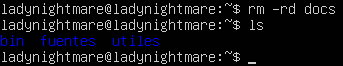 ladynightmare@ladynightmare:~$ rm -rd docs
ladynightmare@ladynightmare:~$ ls
bin  fuentes  utiles
ladynightmare@ladynightmare:~$ _